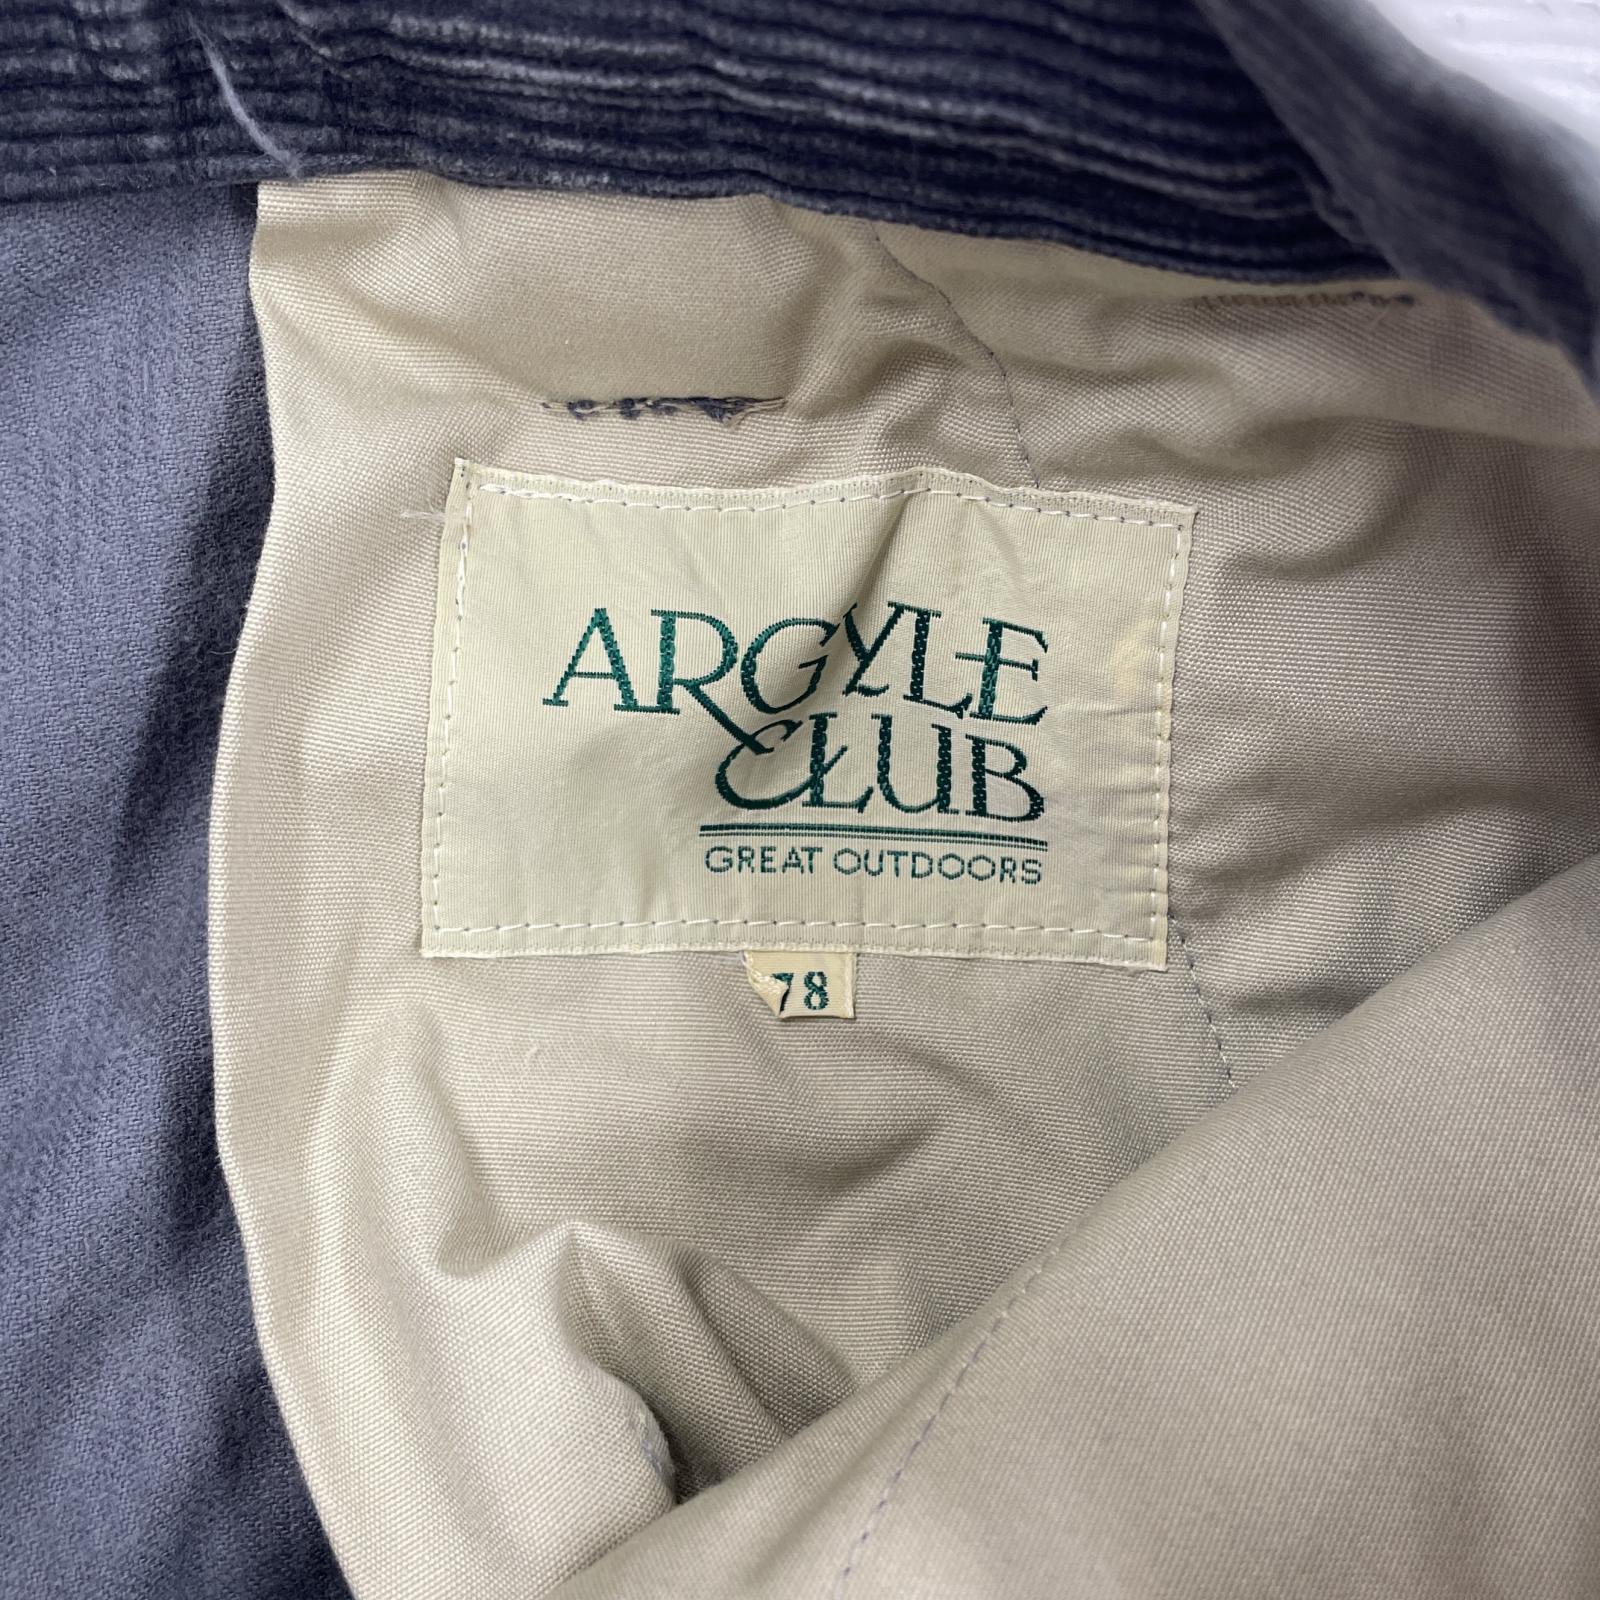 ARGYLE
CLUB
GREAT OUTDOORS
78